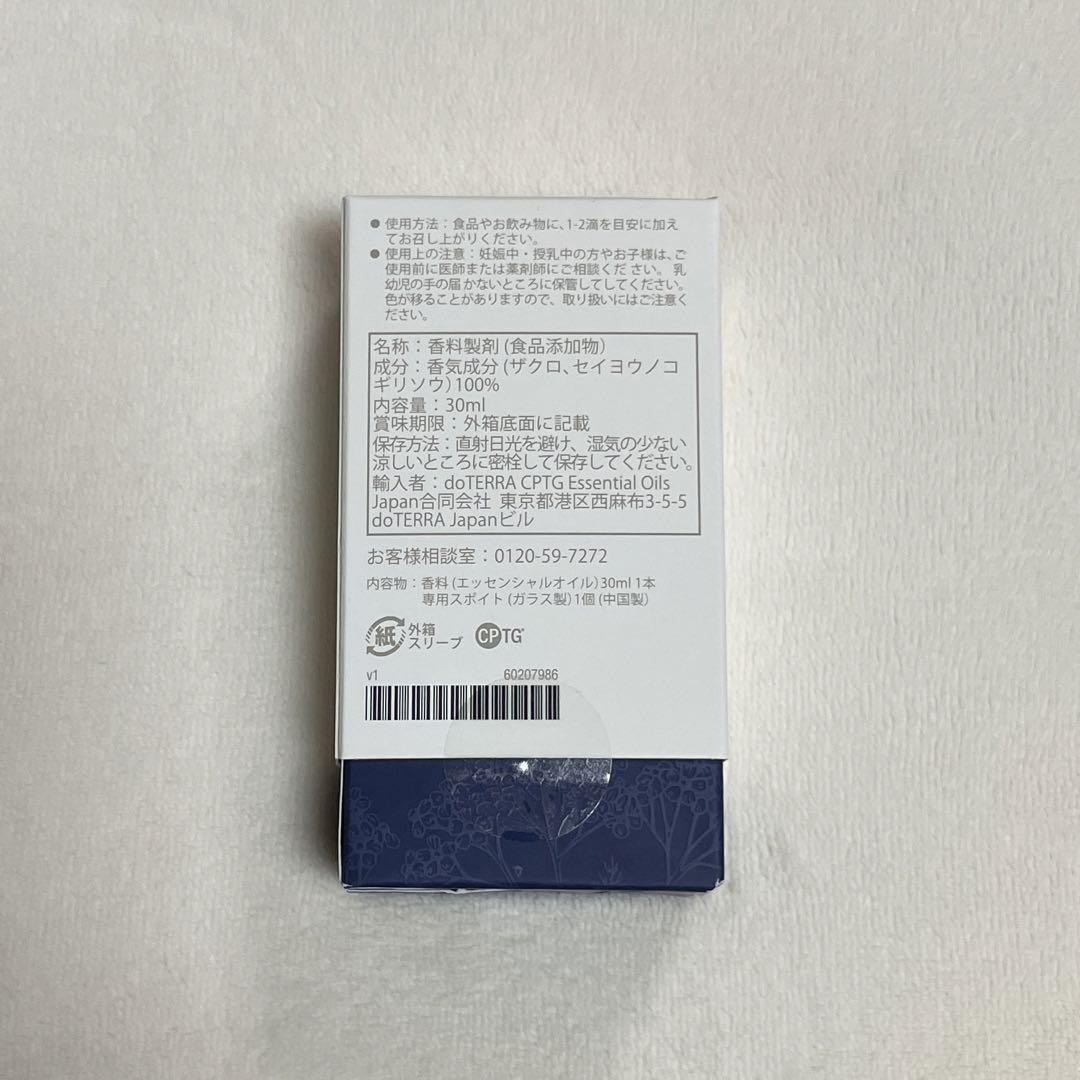 ● 使用方法：食品やお飲み物に、1-2滴を目安に加え
てお召し上がりください。
● 使用上の注意：妊娠中・授乳中の方やお子様は、ご
使用前に医師または薬剤師にご相談くだ さい。 乳
幼児の手の届 かないところに保管してしてください。
色が移ることがありますので、取り扱いにはご注意く
ださい。
名称：香料製剤 (食品添加物)
成分：香気成分 (ザクロ、セイヨウノコ
ギリソウ) 100%
内容量：30ml
賞味期限：外箱底面に記載
保存方法：直射日光を避け、湿気の少ない
涼しいところに密栓して保存してください。
輸入者：doTERRA CPTG Essential Oils
Japan合同会社 東京都港区西麻布3-5-5
doTERRA Japanビル
お客様相談室：0120-59-7272
内容物：香料 (エッセンシャルオイル) 30ml 1本
専用スポイト (ガラス製) 1個 (中国製)
紙 外箱
スリーブ
CPTG®
v1 60207986